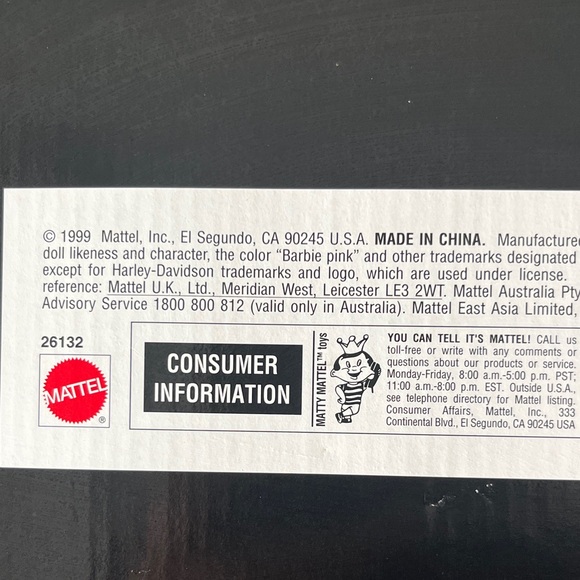 © 1999 Mattel, Inc., El Segundo, CA 90245 U.S.A. MADE IN CHINA. Manufacture
doll likeness and character, the color "Barbie pink" and other trademarks designated
except for Harley-Davidson trademarks and logo, which are used under license.
reference: Mattel U.K., Ltd., Meridian West, Leicester LE3 2WT. Mattel Australia Pty
Advisory Service 1800 800 812 (valid only in Australia). Mattel East Asia Limited,
26132
MATTEL
®
CONSUMER
INFORMATION
MATTY MATTEL™ toys
YOU CAN TELL IT'S MATTEL! CALL us
toll-free or write with any comments or
questions about our products or service.
Monday-Friday, 8:00 a.m.-5:00 p.m. PST;
11:00 a.m.-8:00 p.m. EST. Outside U.S.A.,
see telephone directory for Mattel listing.
Consumer Affairs, Mattel, Inc., 333
Continental Blvd., El Segundo, CA 90245 USA